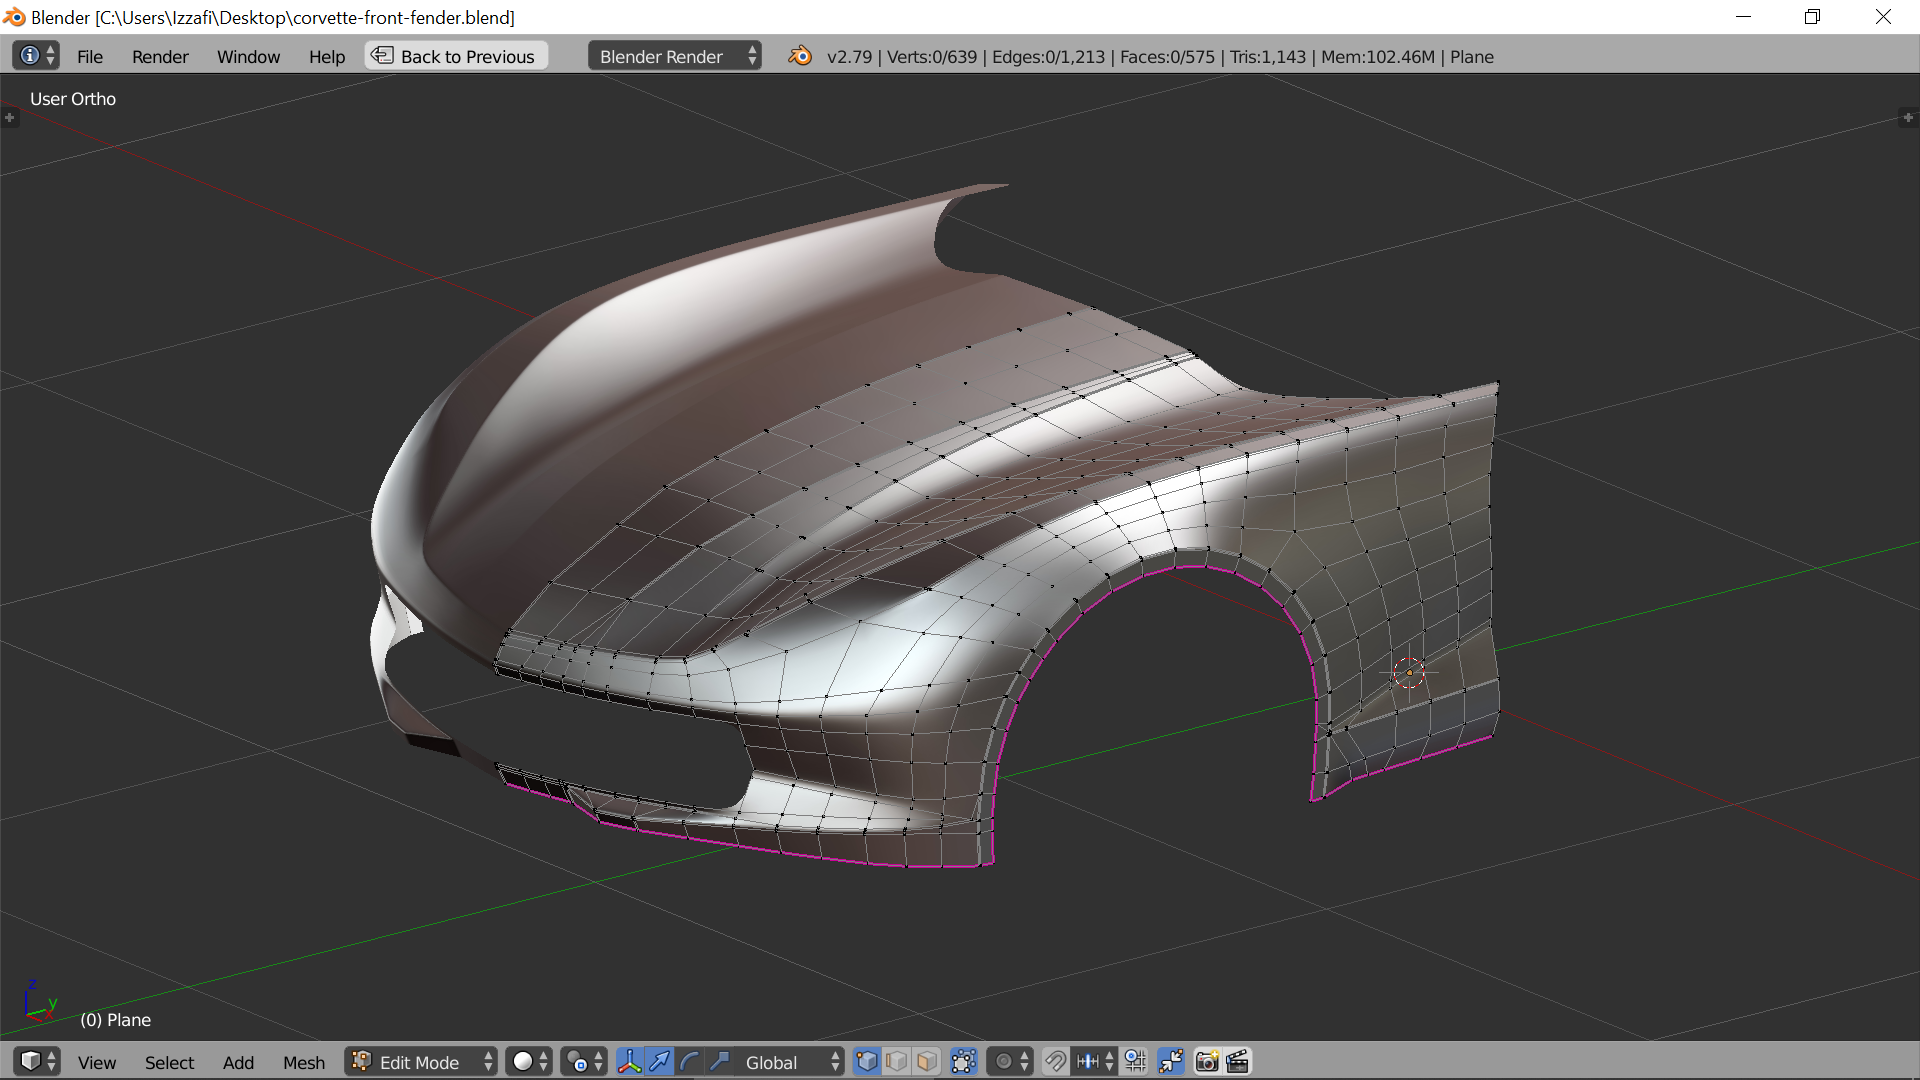 Blender [C:\Users\Izzafi\Desktop\corvette-front-fender.blend]
File Render Window Help Back to Previous Blender Render v2.79 | Verts:0/639 | Edges:0/1,213 | Faces:0/575 | Tris:1,143 | Mem:102.46M | Plane
User Ortho
z
y
x
(0) Plane
View Select Add Mesh Edit Mode Global